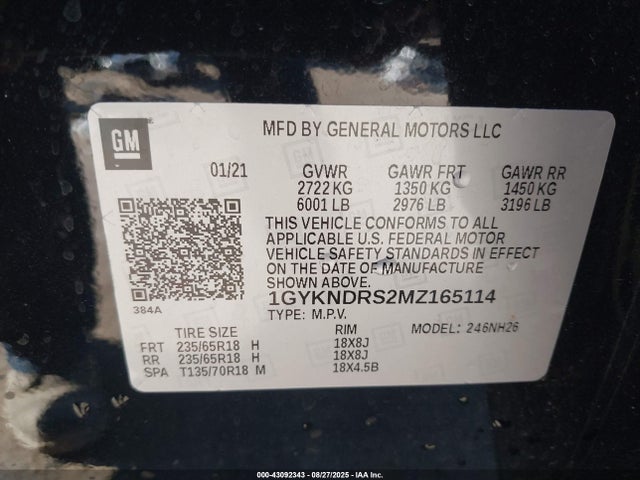 GM
MFD BY GENERAL MOTORS LLC
01/21 GVWR GAWR FRT GAWR RR
2722 KG 1350 KG 1450 KG
6001 LB 2976 LB 3196 LB
THIS VEHICLE CONFORMS TO ALL
APPLICABLE U.S. FEDERAL MOTOR
VEHICLE SAFETY STANDARDS IN EFFECT
ON THE DATE OF MANUFACTURE
SHOWN ABOVE.
1GYKNDRS2MZ165114
384A
TYPE: M.P.V. MODEL: 246NH26
TIRE SIZE RIM
FRT 235/65R18 H 18X8J
RR 235/65R18 H 18X8J
SPA T135/70R18 M 18X4.5B
000-43092343 - 08/27/2025 - IAA Inc.